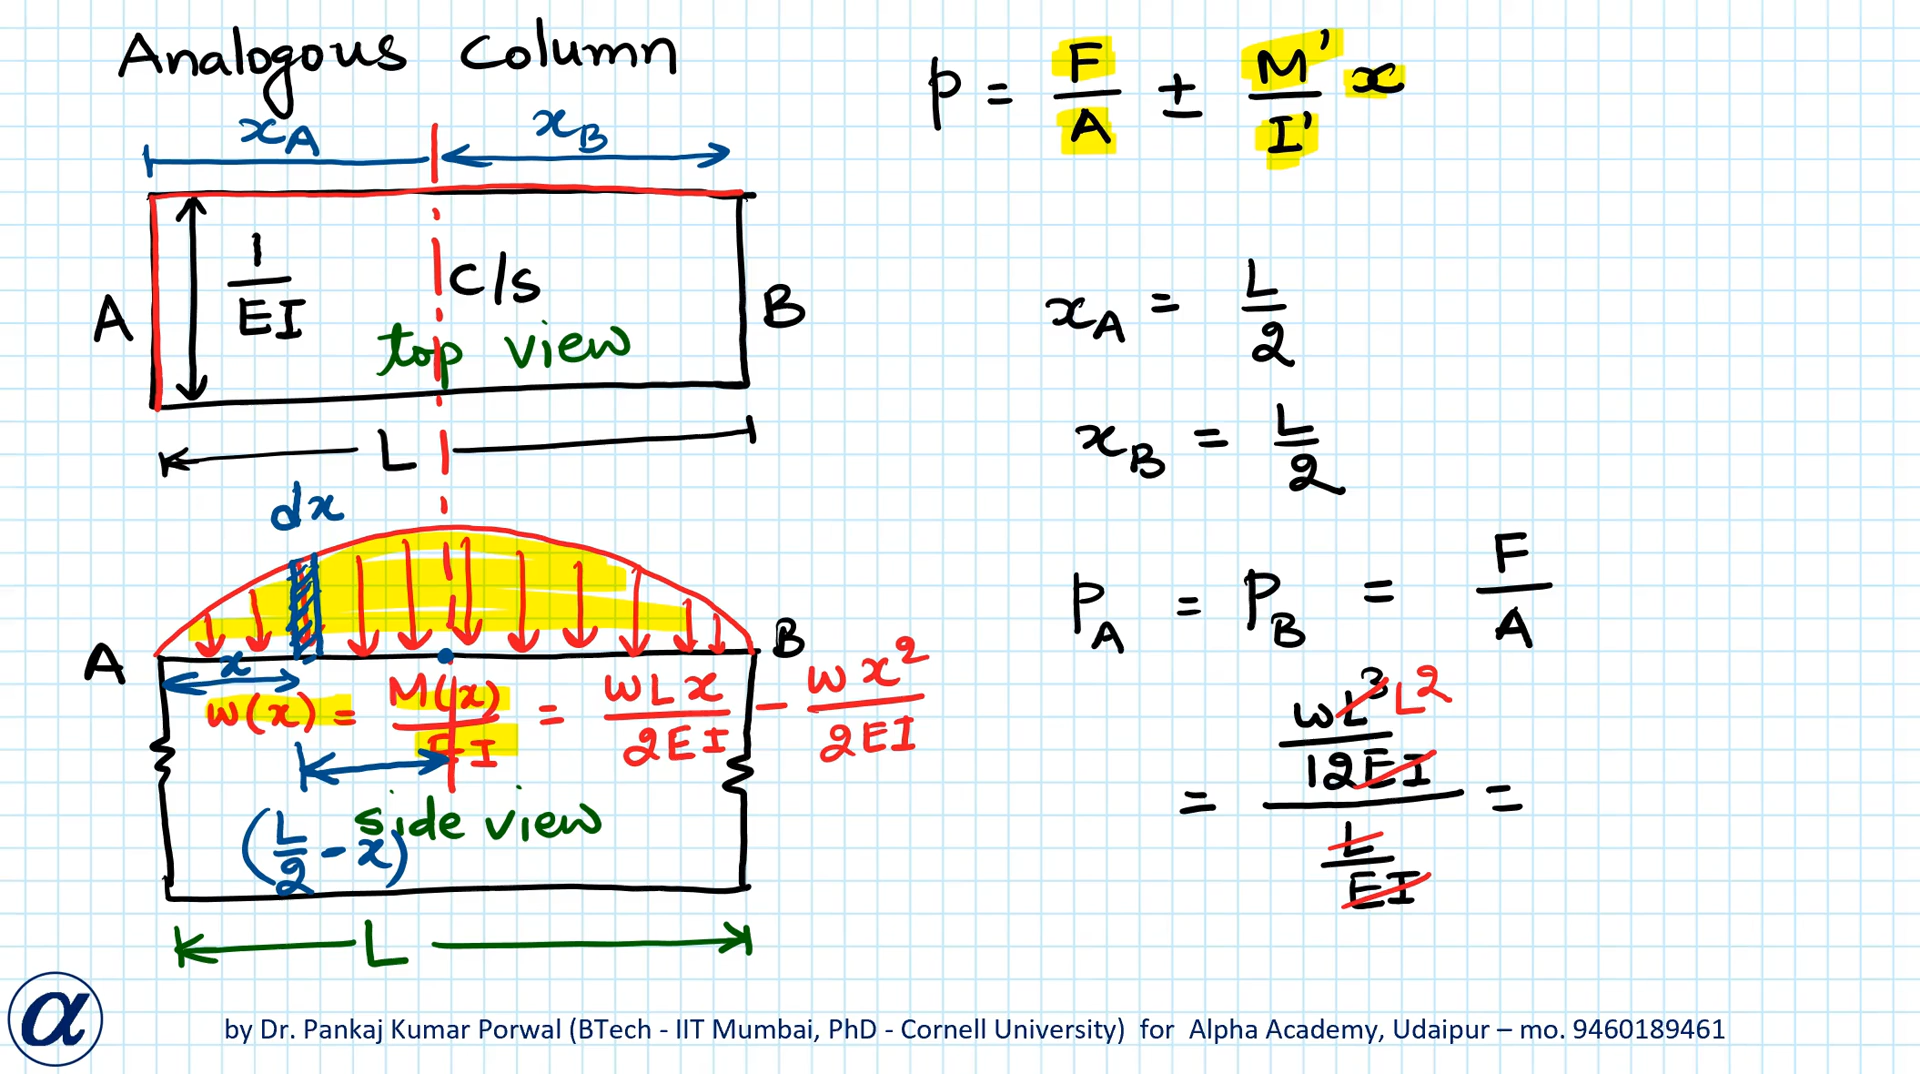 Analogous Column
p = F/A ± M'/I' x
x_A x_B
A 1/EI C/s B
top view
L
x_A = L/2
x_B = L/2
dx
A B
x
w(x) = M(x)/EI = wLx/2EI - wx²/2EI
(L/2 - x)
side view
L
p_A = p_B = F/A
= (wL³/12EI)/(L/EI) =
L²
α
by Dr. Pankaj Kumar Porwal (BTech - IIT Mumbai, PhD - Cornell University) for Alpha Academy, Udaipur – mo. 9460189461